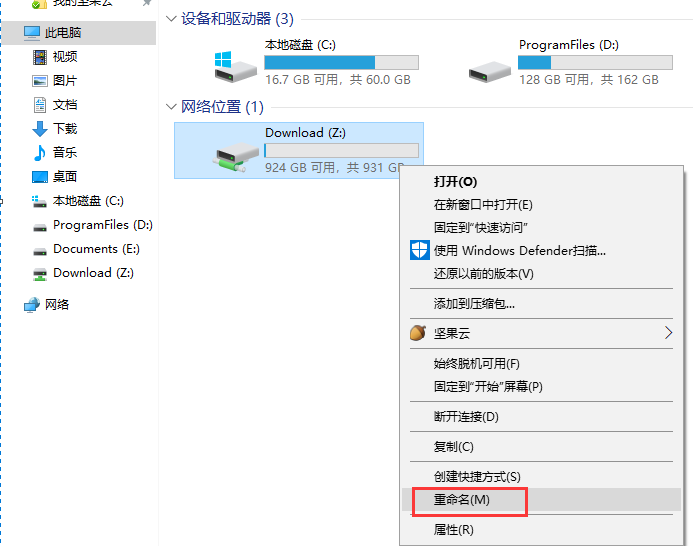 我的坚果云
此电脑
视频
图片
文档
下载
音乐
桌面
本地磁盘 (C:)
ProgramFiles (D:)
Documents (E:)
Download (Z:)
网络
设备和驱动器 (3)
本地磁盘 (C:)
16.7 GB 可用，共 60.0 GB
ProgramFiles (D:)
128 GB 可用，共 162 GB
网络位置 (1)
Download (Z:)
924 GB 可用，共 931 GB
打开(O)
在新窗口中打开(E)
固定到"快速访问"
使用 Windows Defender扫描...
还原以前的版本(V)
添加到压缩包...
坚果云
始终脱机可用(F)
固定到"开始"屏幕(P)
断开连接(D)
复制(C)
创建快捷方式(S)
重命名(M)
属性(R)